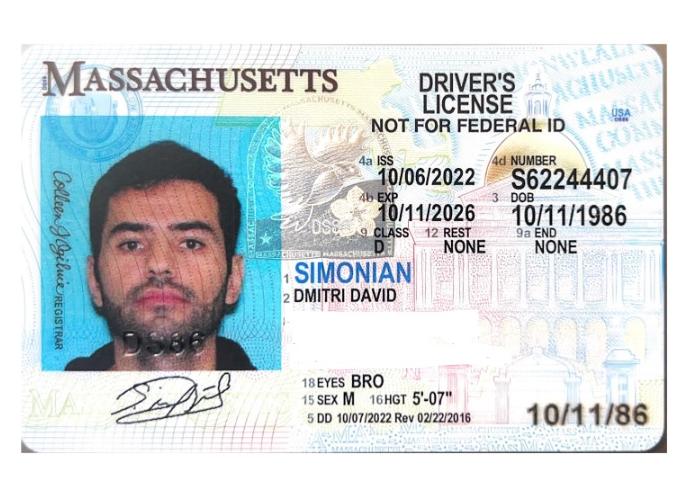 MASSACHUSETTS
DRIVER'S
LICENSE
NOT FOR FEDERAL ID
USA
Colleen J Ogilvie REGISTRAR
4a ISS
10/06/2022
4d NUMBER
S62244407
4b EXP
10/11/2026
3 DOB
10/11/1986
9 CLASS
D
12 REST
NONE
9a END
NONE
1 SIMONIAN
2 DMITRI DAVID
18 EYES BRO
15 SEX M 16 HGT 5'-07"
5 DD 10/07/2022 Rev 02/22/2016
10/11/86